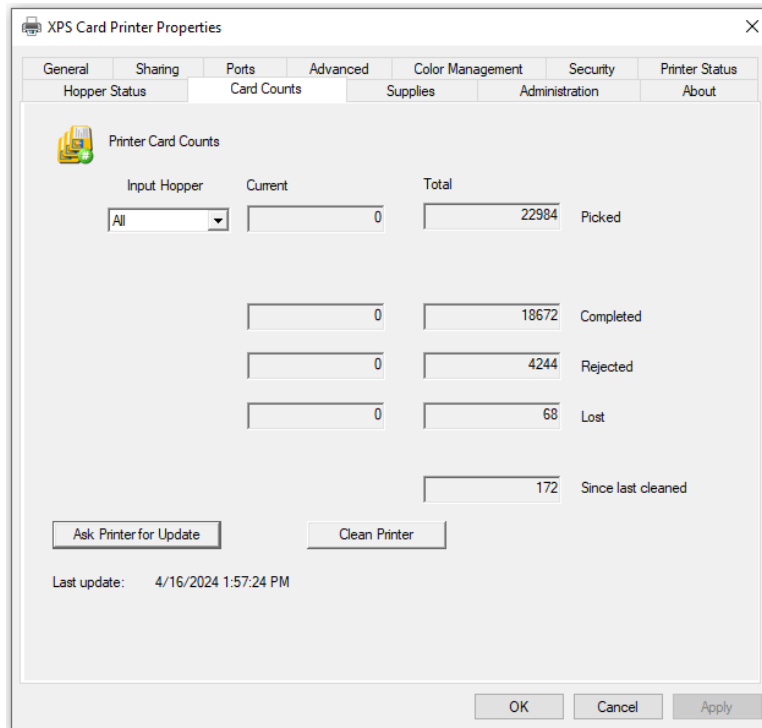 XPS Card Printer Properties
General Sharing Ports Advanced Color Management Security Printer Status
Hopper Status Card Counts Supplies Administration About
Printer Card Counts
Input Hopper Current Total
All 0 22984 Picked
0 18672 Completed
0 4244 Rejected
0 68 Lost
172 Since last cleaned
Ask Printer for Update Clean Printer
Last update: 4/16/2024 1:57:24 PM
OK Cancel Apply